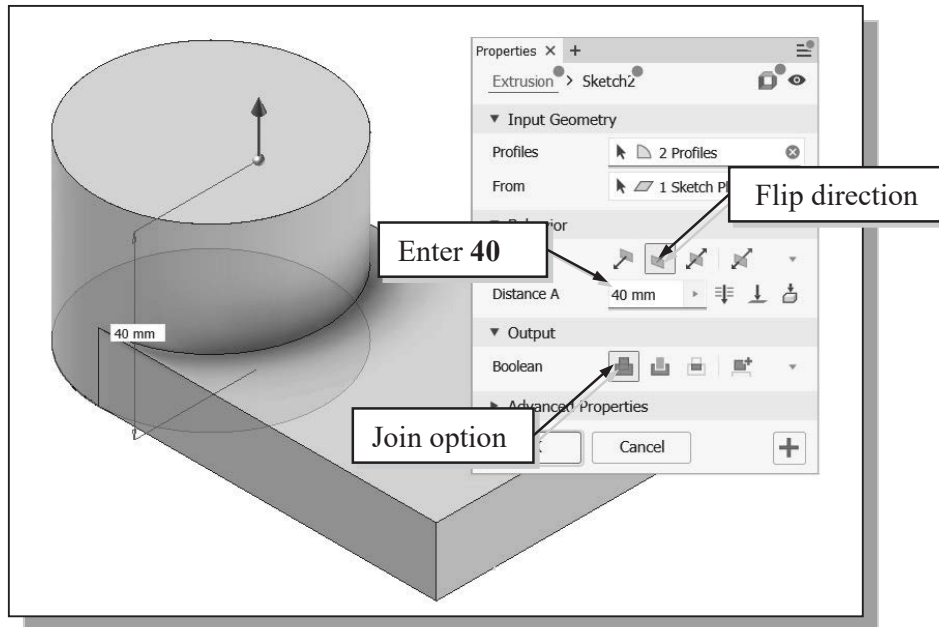 Properties × +
Extrusion > Sketch2
Input Geometry
Profiles 2 Profiles
From 1 Sketch
Flip direction
Enter 40
Distance A 40 mm
40 mm
Output
Boolean
Advanced Properties
Join option
Cancel